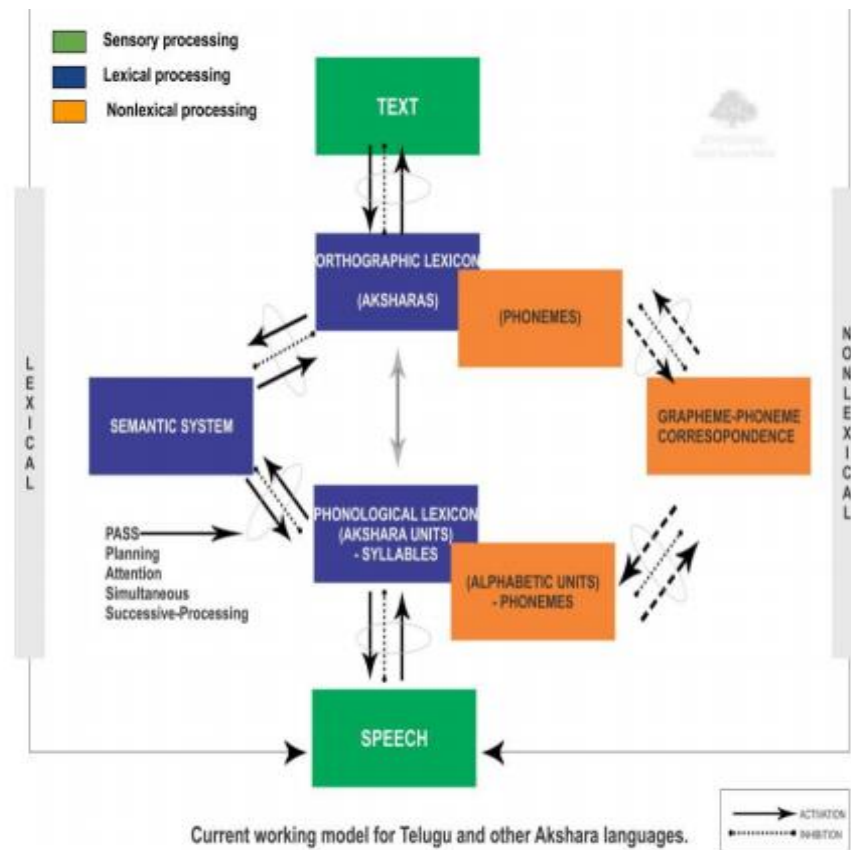 Sensory processing
Lexical processing
Nonlexical processing
TEXT
ORTHOGRAPHIC LEXICON
(AKSHARAS)
(PHONEMES)
LEXICAL
NONLEXICAL
SEMANTIC SYSTEM
GRAPHEME-PHONEME
CORRESOPONDENCE
PHONOLOGICAL LEXICON
(AKSHARA UNITS)
- SYLLABLES
(ALPHABETIC UNITS)
- PHONEMES
PASS
Planning
Attention
Simultaneous
Successive-Processing
SPEECH
ACTIVATION
INHIBITION
Current working model for Telugu and other Akshara languages.